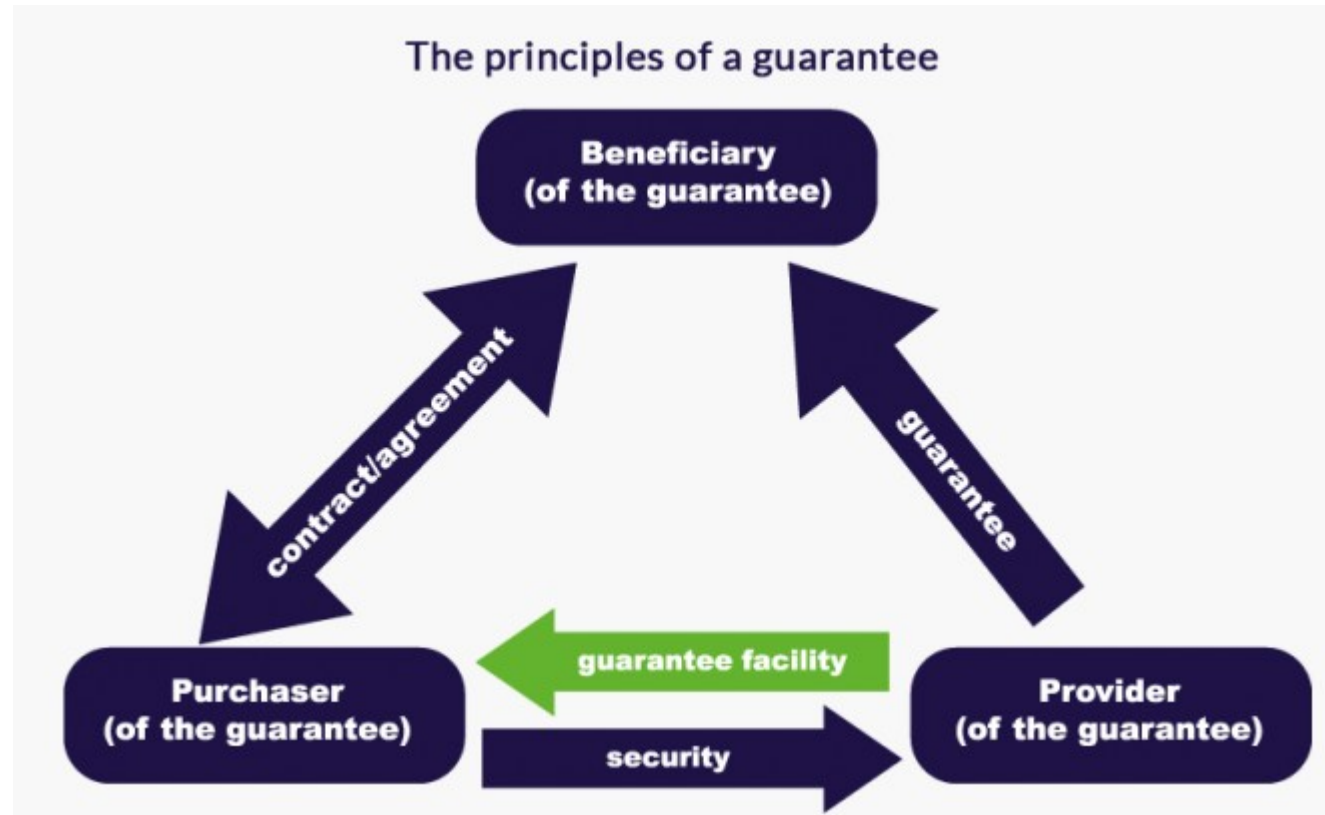 The principles of a guarantee
Beneficiary
(of the guarantee)
contract/agreement
guarantee
guarantee facility
Purchaser
(of the guarantee)
Provider
(of the guarantee)
security